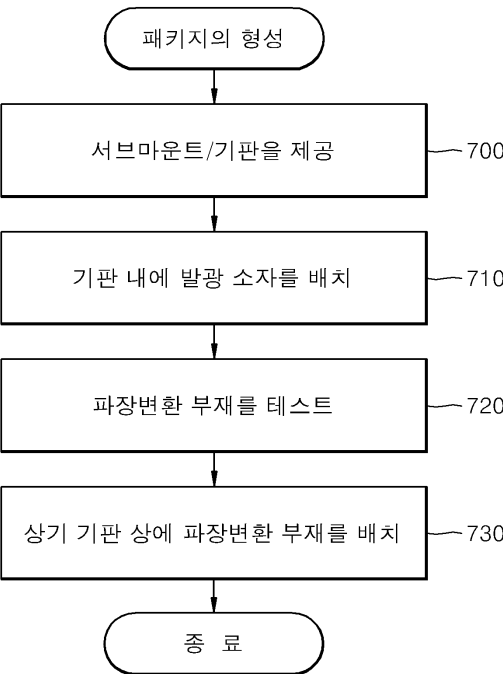 패키지의 형성
서브마운트/기판을 제공
700
기판 내에 발광 소자를 배치
710
파장변환 부재를 테스트
720
상기 기판 상에 파장변환 부재를 배치
730
종 료